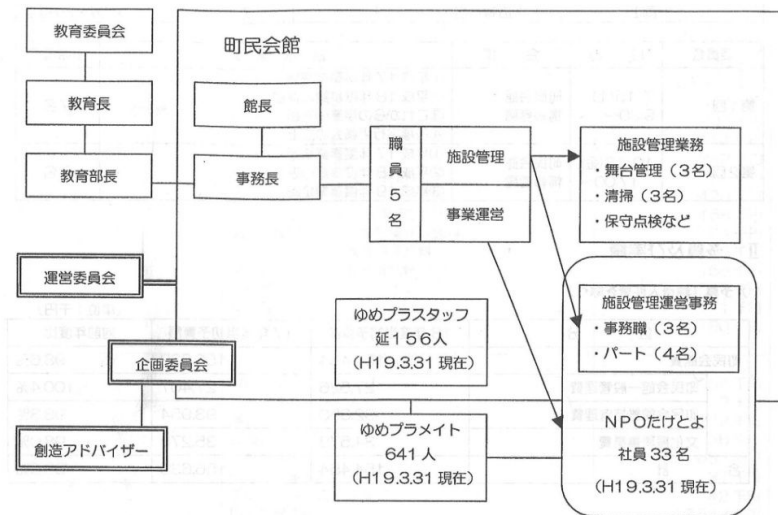 教育委員会
教育長
教育部長
町民会館
館長
事務長
職員5名
施設管理
事業運営
施設管理業務
・舞台管理（3名）
・清掃（3名）
・保守点検など
運営委員会
企画委員会
創造アドバイザー
ゆめプラスタッフ
延156人
（H19.3.31 現在）
ゆめプラメイト
641人
（H19.3.31 現在）
施設管理運営事務
・事務職（3名）
・パート（4名）
NPOたけとよ
社員33名
（H19.3.31 現在）